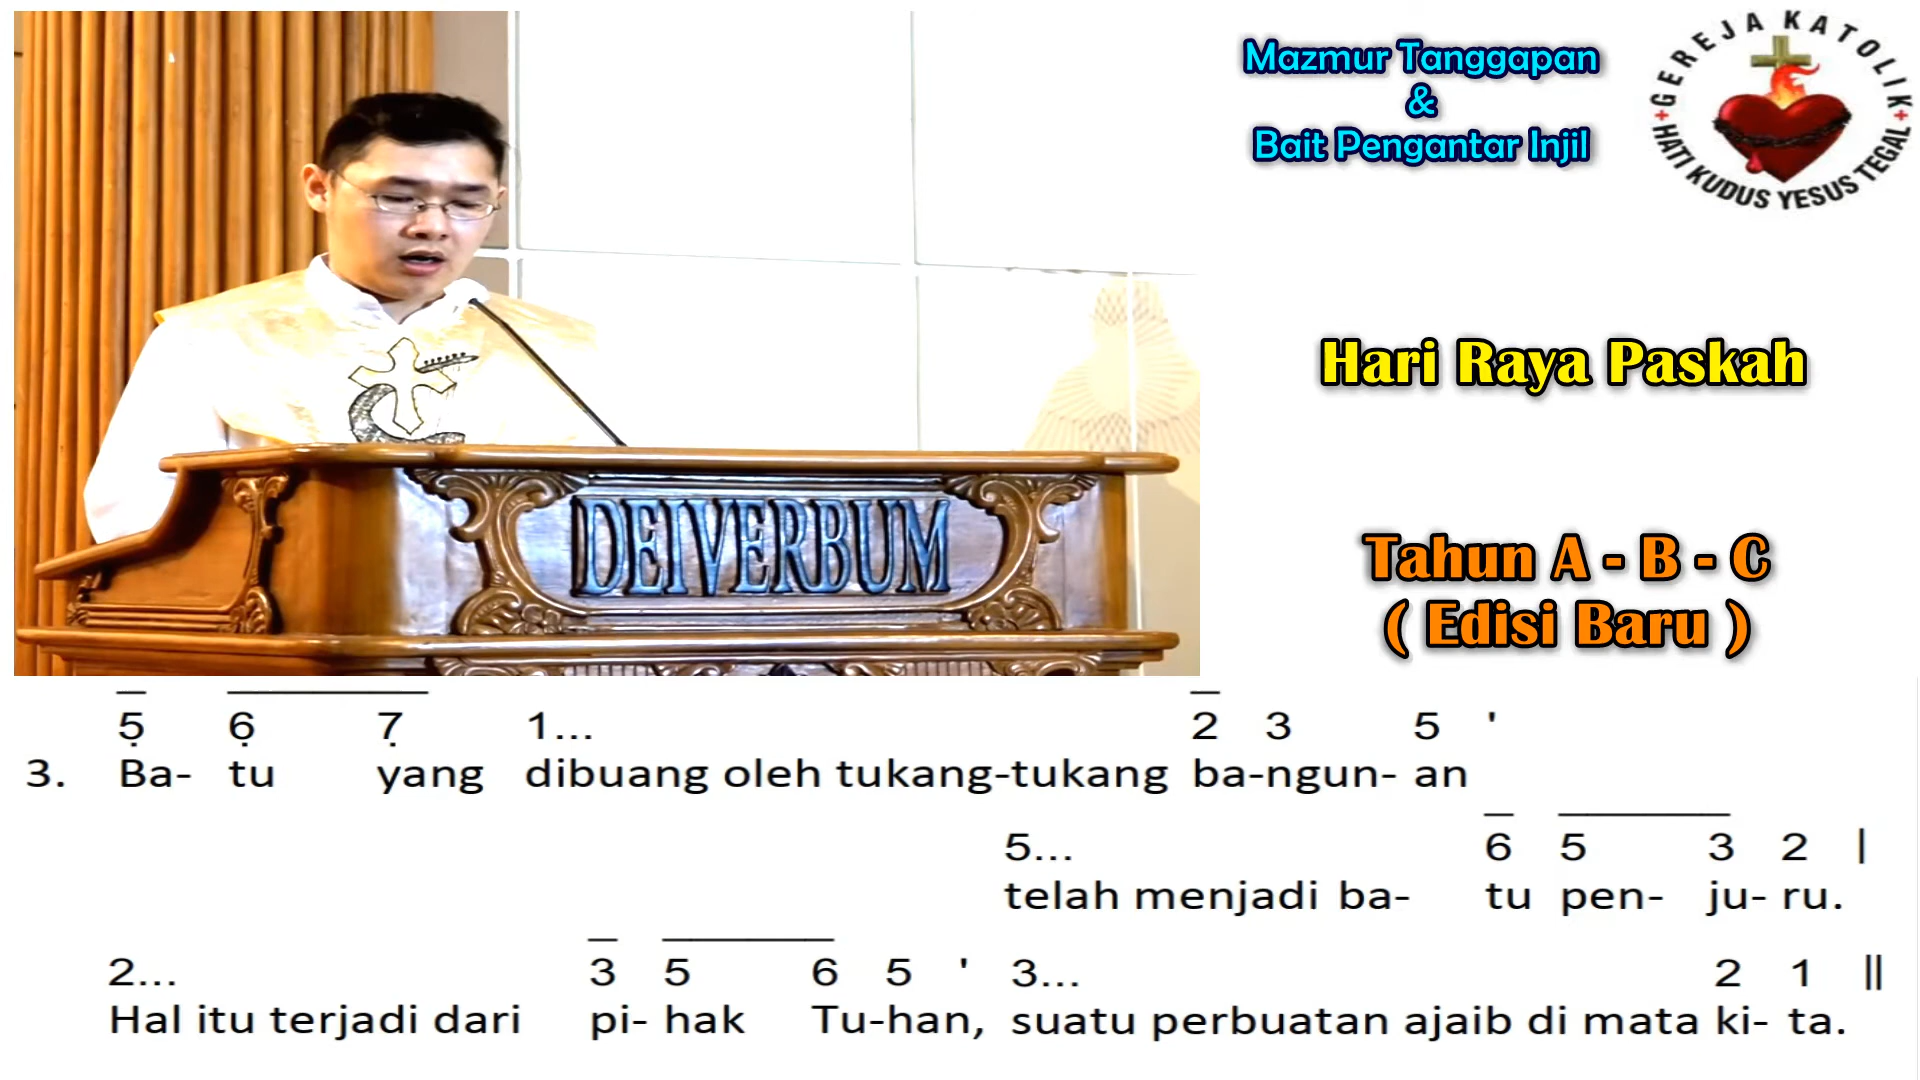 Mazmur Tanggapan
&
Bait Pengantar Injil
GEREJA KATOLIK
+HATI KUDUS YESUS TEGAL+
Hari Raya Paskah
Tahun A - B - C
( Edisi Baru )
DEIVERBUM
5̣ 6̣ 7̣ 1... 2 3 5 '
3. Ba- tu yang dibuang oleh tukang-tukang ba-ngun- an
5... 6 5 3 2 |
telah menjadi ba- tu pen- ju- ru.
2... 3 5 6 5 ' 3... 2 1 ||
Hal itu terjadi dari pi- hak Tu-han, suatu perbuatan ajaib di mata ki- ta.